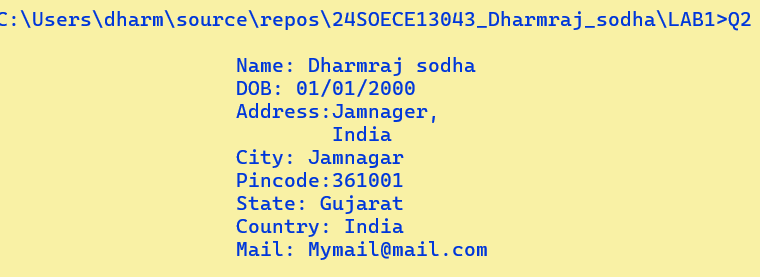 C:\Users\dharm\source\repos\24SOECE13043_Dharmraj_sodha\LAB1>Q2
Name: Dharmraj sodha
DOB: 01/01/2000
Address:Jamnager,
India
City: Jamnagar
Pincode:361001
State: Gujarat
Country: India
Mail: Mymail@mail.com